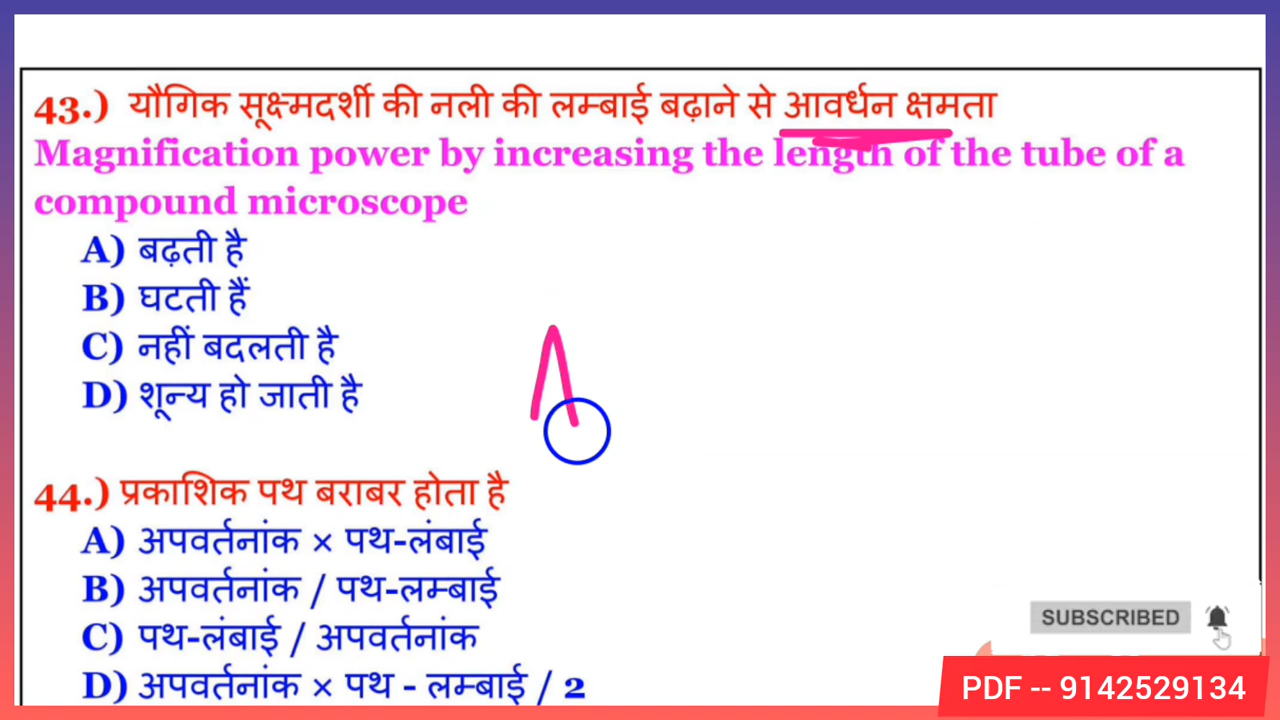 43.) यौगिक सूक्ष्मदर्शी की नली की लम्बाई बढ़ाने से आवर्धन क्षमता
Magnification power by increasing the length of the tube of a
compound microscope
A) बढ़ती है
B) घटती हैं
C) नहीं बदलती है
D) शून्य हो जाती है
44.) प्रकाशिक पथ बराबर होता है
A) अपवर्तनांक × पथ-लंबाई
B) अपवर्तनांक / पथ-लम्बाई
C) पथ-लंबाई / अपवर्तनांक
D) अपवर्तनांक × पथ - लम्बाई / 2
SUBSCRIBED
PDF -- 9142529134